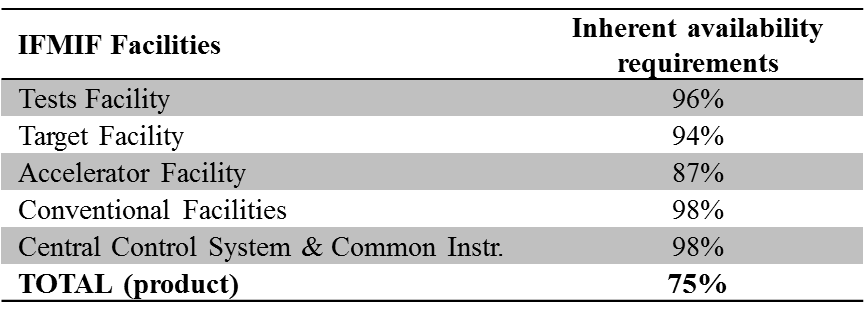 IFMIF Facilities Inherent availability requirements
Tests Facility 96%
Target Facility 94%
Accelerator Facility 87%
Conventional Facilities 98%
Central Control System & Common Instr. 98%
TOTAL (product) 75%